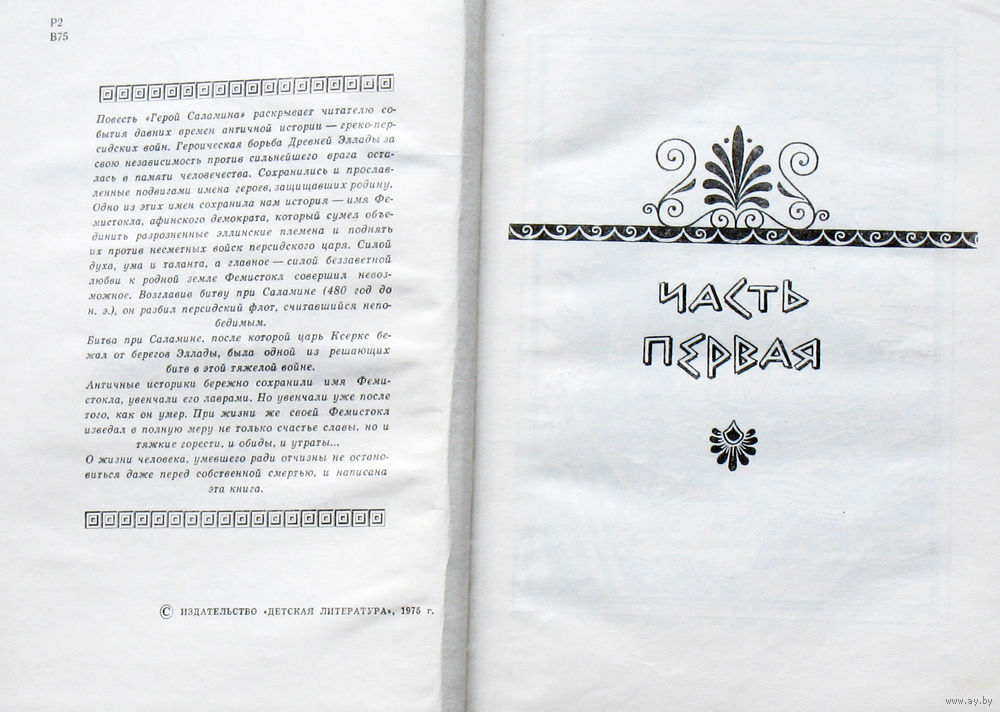 Р2
В75
Повесть «Герой Саламина» раскрывает читателю со-
бытия давних времен античной истории — греко-пер-
сидских войн. Героическая борьба Древней Эллады за
свою независимость против сильнейшего врага оста-
лась в памяти человечества. Сохранились и прослав-
ленные подвигами имена героев, защищавших родину.
Одно из этих имен сохранила нам история — имя Фе-
мистокла, афинского демократа, который сумел объе-
динить разрозненные эллинские племена и поднять
их против несметных войск персидского царя. Силой
духа, ума и таланта, а главное — силой беззаветной
любви к родной земле Фемистокл совершил невоз-
можное. Возглавив битву при Саламине (480 год до
н. э.), он разбил персидский флот, считавшийся непо-
бедимым.
Битва при Саламине, после которой царь Ксеркс бе-
жал от берегов Эллады, была одной из решающих
битв в этой тяжелой войне.
Античные историки бережно сохранили имя Феми-
стокла, увенчали его лаврами. Но увенчали уже после
того, как он умер. При жизни же своей Фемистокл
изведал в полную меру не только счастье славы, но и
тяжкие горести, и обиды, и утраты...
О жизни человека, умевшего ради отчизны не остано-
виться даже перед собственной смертью, и написана
эта книга.
© ИЗДАТЕЛЬСТВО «ДЕТСКАЯ ЛИТЕРАТУРА», 1975 г.
ЧАСТЬ
ПЕРВАЯ
www.ay.by